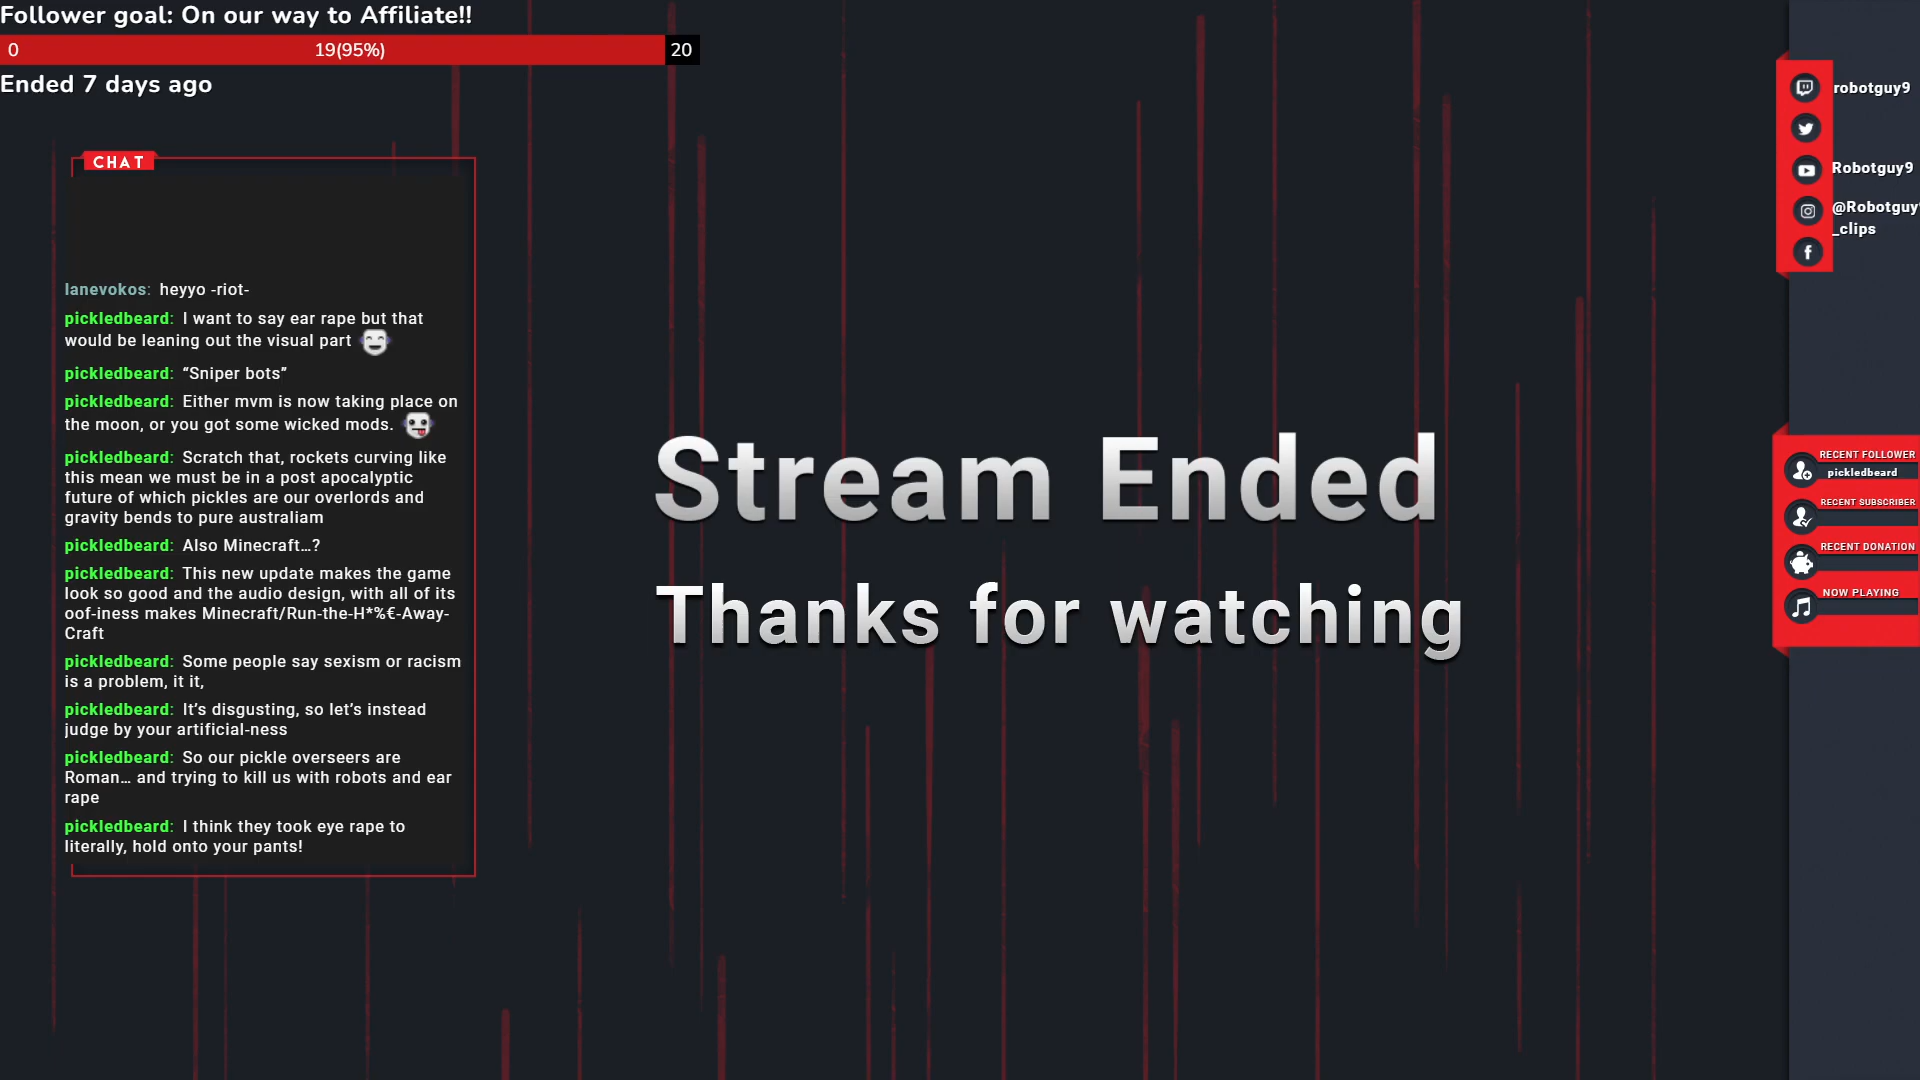 Follower goal: On our way to Affiliate!!
0 19(95%) 20
Ended 7 days ago
CHAT
lanevokos: heyyo -riot-
pickledbeard: I want to say ear rape but that
would be leaning out the visual part
pickledbeard: “Sniper bots”
pickledbeard: Either mvm is now taking place on
the moon, or you got some wicked mods.
pickledbeard: Scratch that, rockets curving like
this mean we must be in a post apocalyptic
future of which pickles are our overlords and
gravity bends to pure australiam
pickledbeard: Also Minecraft…?
pickledbeard: This new update makes the game
look so good and the audio design, with all of its
oof-iness makes Minecraft/Run-the-H*%€-Away-
Craft
pickledbeard: Some people say sexism or racism
is a problem, it it,
pickledbeard: It’s disgusting, so let’s instead
judge by your artificial-ness
pickledbeard: So our pickle overseers are
Roman… and trying to kill us with robots and ear
rape
pickledbeard: I think they took eye rape to
literally, hold onto your pants!
Stream Ended
Thanks for watching
robotguy9
Robotguy9
@Robotguy9
_clips
RECENT FOLLOWER
pickledbeard
RECENT SUBSCRIBER
RECENT DONATION
NOW PLAYING